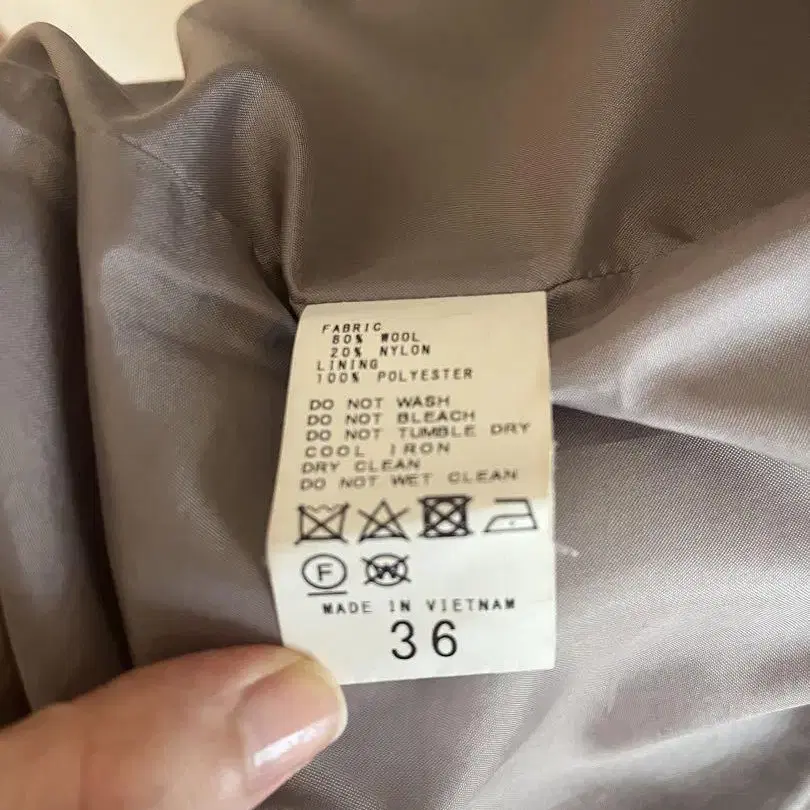 FABRIC
80% WOOL
20% NYLON
LINING
100% POLYESTER
DO NOT WASH
DO NOT BLEACH
DO NOT TUMBLE DRY
COOL IRON
DRY CLEAN
DO NOT WET CLEAN
F W
MADE IN VIETNAM
36